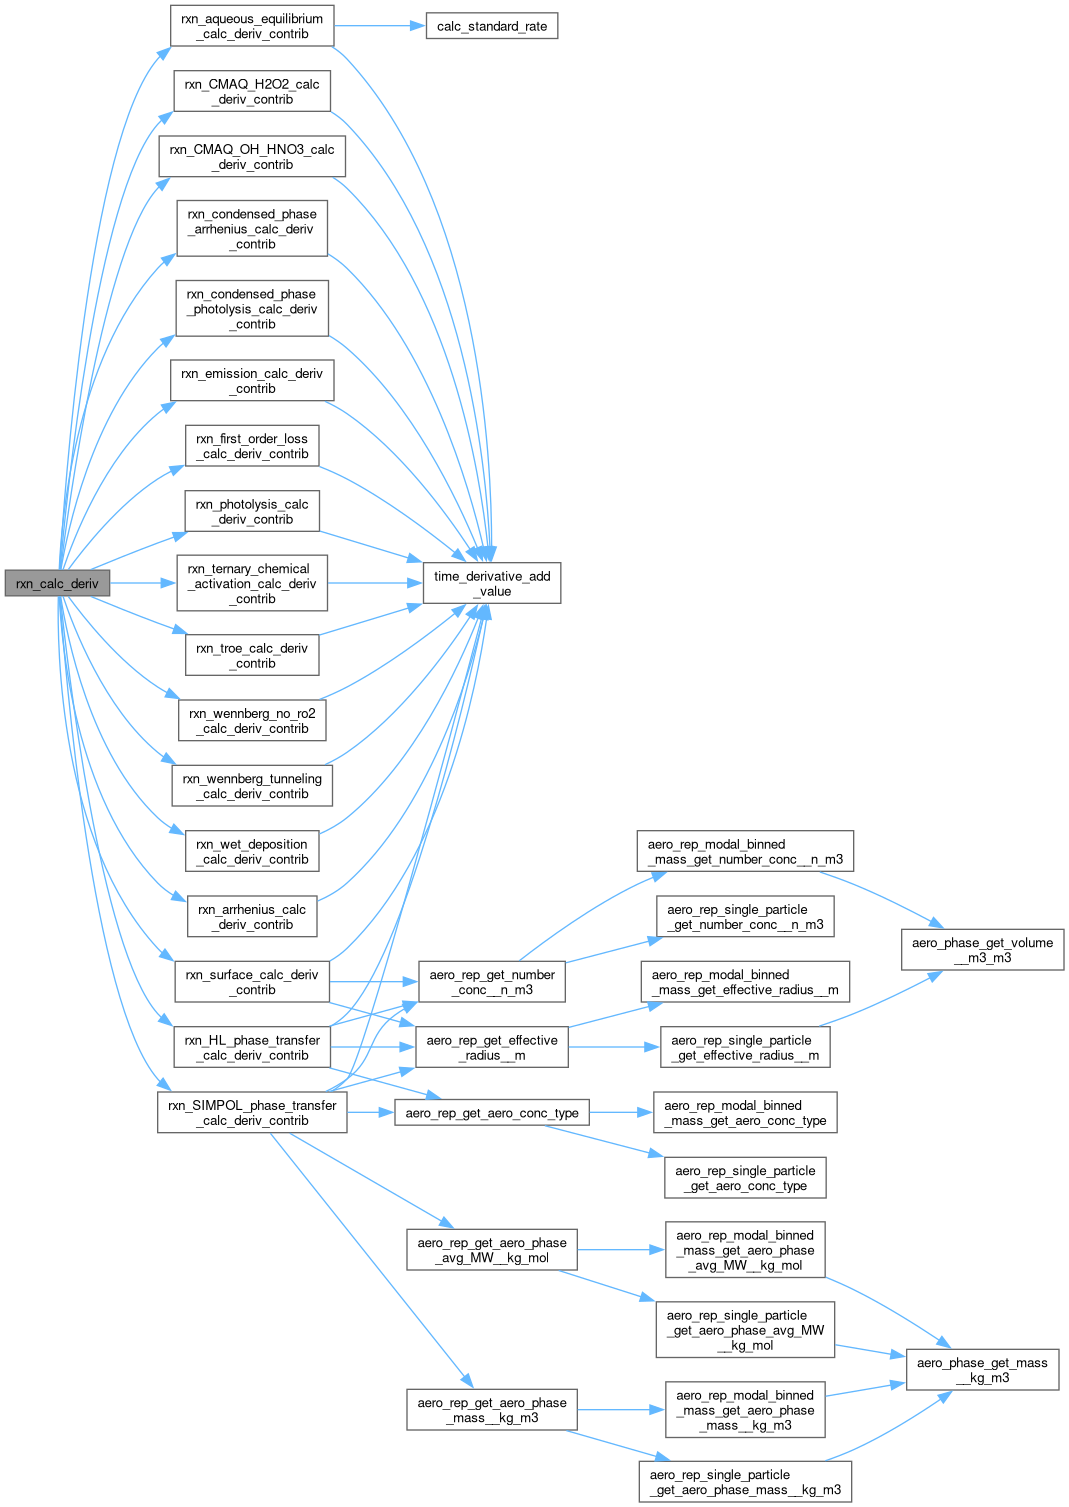 rxn_aqueous_equilibrium
_calc_deriv_contrib
calc_standard_rate
rxn_CMAQ_H2O2_calc
_deriv_contrib
rxn_CMAQ_OH_HNO3_calc
_deriv_contrib
rxn_condensed_phase
_arrhenius_calc_deriv
_contrib
rxn_condensed_phase
_photolysis_calc_deriv
_contrib
rxn_emission_calc_deriv
_contrib
rxn_first_order_loss
_calc_deriv_contrib
rxn_photolysis_calc
_deriv_contrib
rxn_calc_deriv
rxn_ternary_chemical
_activation_calc_deriv
_contrib
time_derivative_add
_value
rxn_troe_calc_deriv
_contrib
rxn_wennberg_no_ro2
_calc_deriv_contrib
rxn_wennberg_tunneling
_calc_deriv_contrib
rxn_wet_deposition
_calc_deriv_contrib
rxn_arrhenius_calc
_deriv_contrib
rxn_surface_calc_deriv
_contrib
rxn_HL_phase_transfer
_calc_deriv_contrib
rxn_SIMPOL_phase_transfer
_calc_deriv_contrib
aero_rep_get_number
_conc__n_m3
aero_rep_get_effective
_radius__m
aero_rep_get_aero_conc_type
aero_rep_get_aero_phase
_avg_MW__kg_mol
aero_rep_get_aero_phase
_mass__kg_m3
aero_rep_modal_binned
_mass_get_number_conc__n_m3
aero_rep_single_particle
_get_number_conc__n_m3
aero_rep_modal_binned
_mass_get_effective_radius__m
aero_rep_single_particle
_get_effective_radius__m
aero_rep_modal_binned
_mass_get_aero_conc_type
aero_rep_single_particle
_get_aero_conc_type
aero_rep_modal_binned
_mass_get_aero_phase
_avg_MW__kg_mol
aero_rep_single_particle
_get_aero_phase_avg_MW
__kg_mol
aero_rep_modal_binned
_mass_get_aero_phase
_mass__kg_m3
aero_rep_single_particle
_get_aero_phase_mass__kg_m3
aero_phase_get_volume
__m3_m3
aero_phase_get_mass
__kg_m3